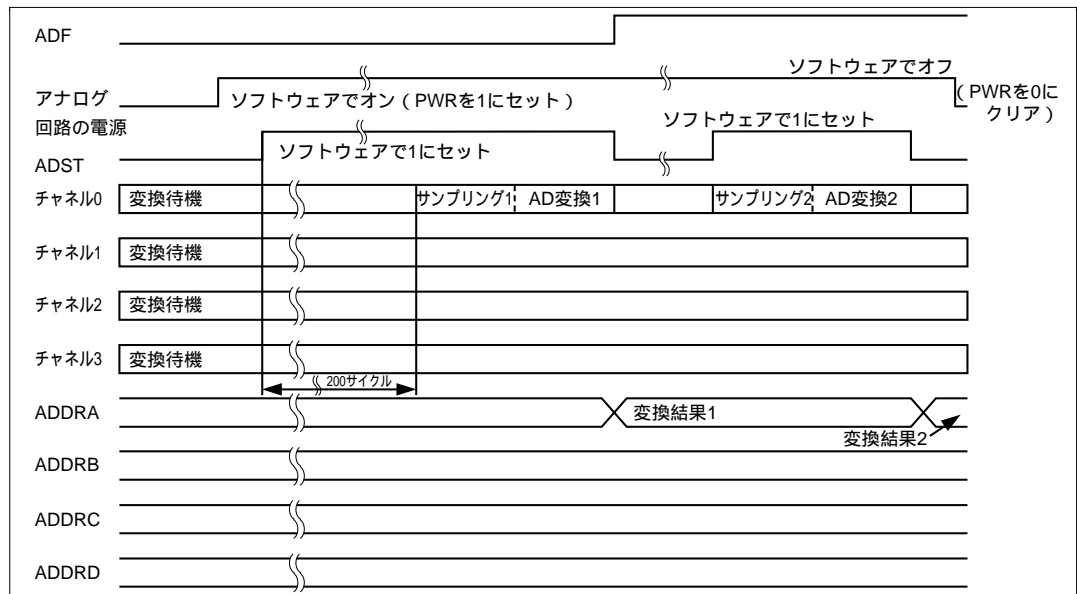 ADF
ソフトウェアでオフ
アナログ
回路の電源
ソフトウェアでオン(PWRを1にセット)
(PWRを0に
クリア)
ソフトウェアで1にセット
ADST
ソフトウェアで1にセット
チャネル0 変換待機 サンプリング1 AD変換1 サンプリング2 AD変換2
チャネル1 変換待機
チャネル2 変換待機
チャネル3 変換待機
200サイクル
ADDRA 変換結果1
変換結果2
ADDRB
ADDRC
ADDRD